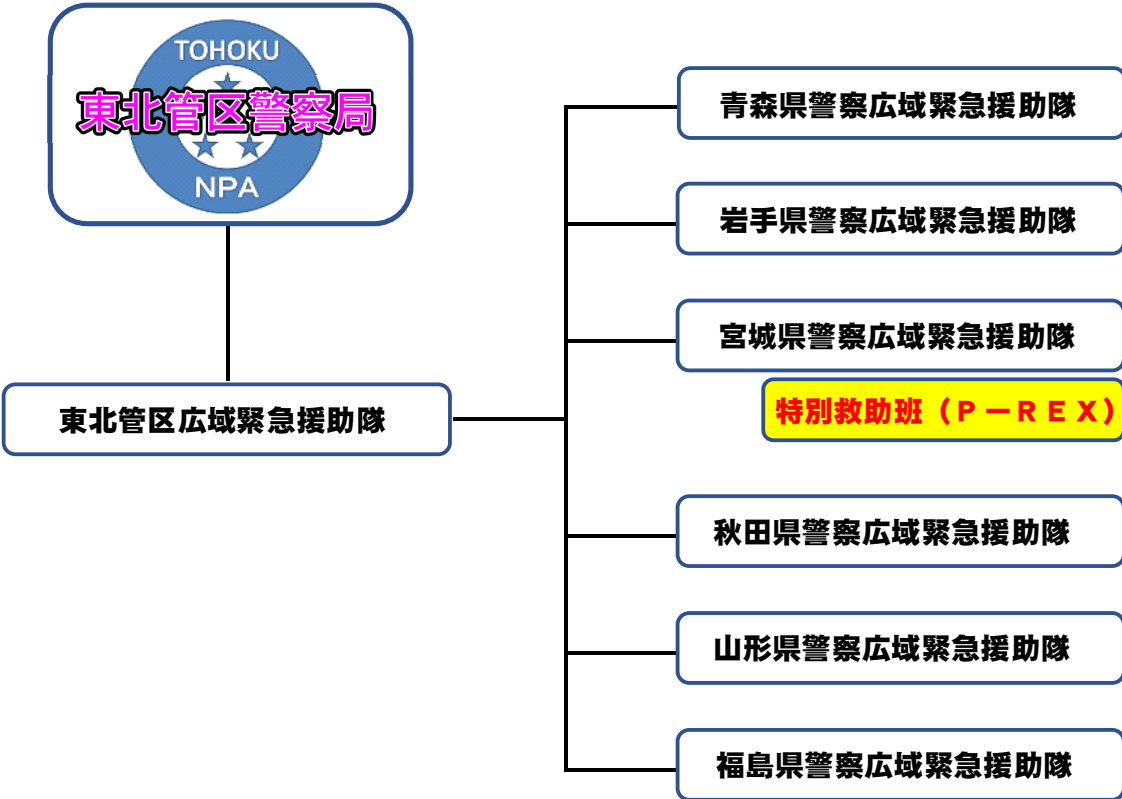 TOHOKU
東北管区警察局
NPA
東北管区広域緊急援助隊
青森県警察広域緊急援助隊
岩手県警察広域緊急援助隊
宮城県警察広域緊急援助隊
特別救助班（Ｐ－ＲＥＸ）
秋田県警察広域緊急援助隊
山形県警察広域緊急援助隊
福島県警察広域緊急援助隊